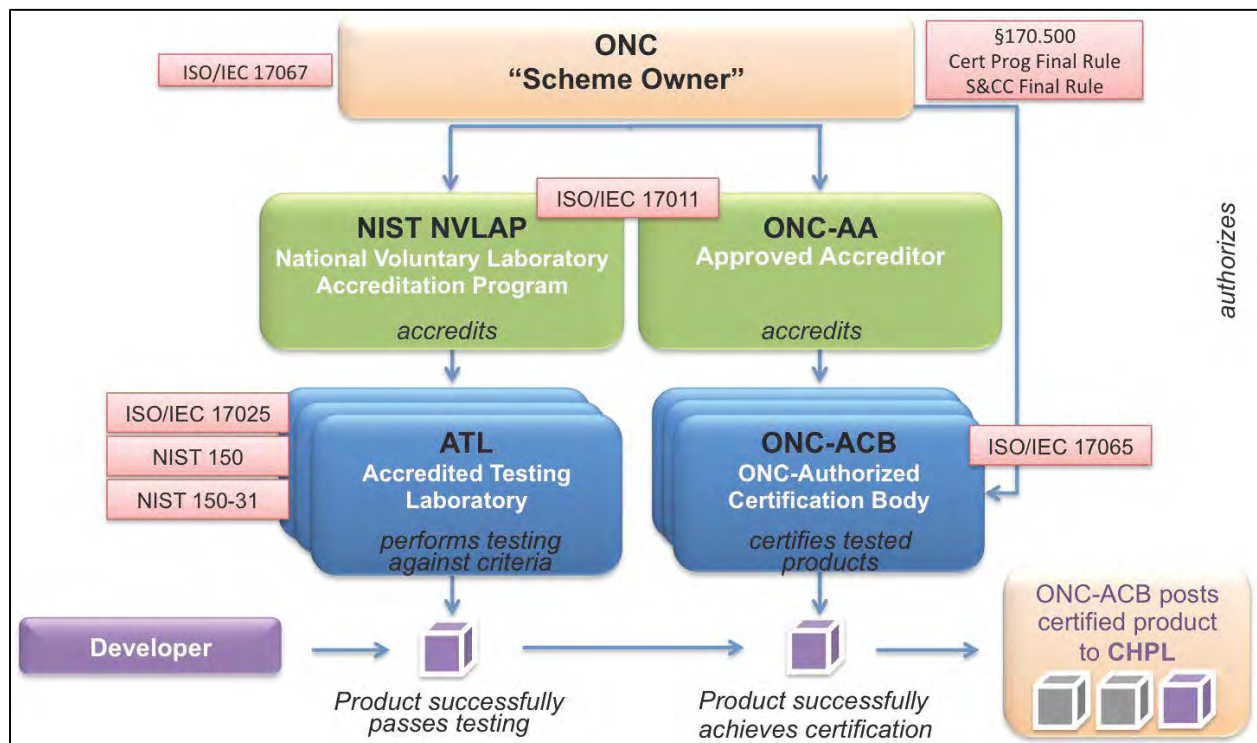 ONC
“Scheme Owner”
ISO/IEC 17067
§170.500
Cert Prog Final Rule
S&CC Final Rule
ISO/IEC 17011
NIST NVLAP
National Voluntary Laboratory
Accreditation Program
accredits
ONC-AA
Approved Accreditor
accredits
authorizes
ISO/IEC 17025
NIST 150
NIST 150-31
ATL
Accredited Testing
Laboratory
performs testing
against criteria
ONC-ACB
ONC-Authorized
Certification Body
certifies tested
products
ISO/IEC 17065
Developer
Product successfully
passes testing
Product successfully
achieves certification
ONC-ACB posts
certified product
to CHPL